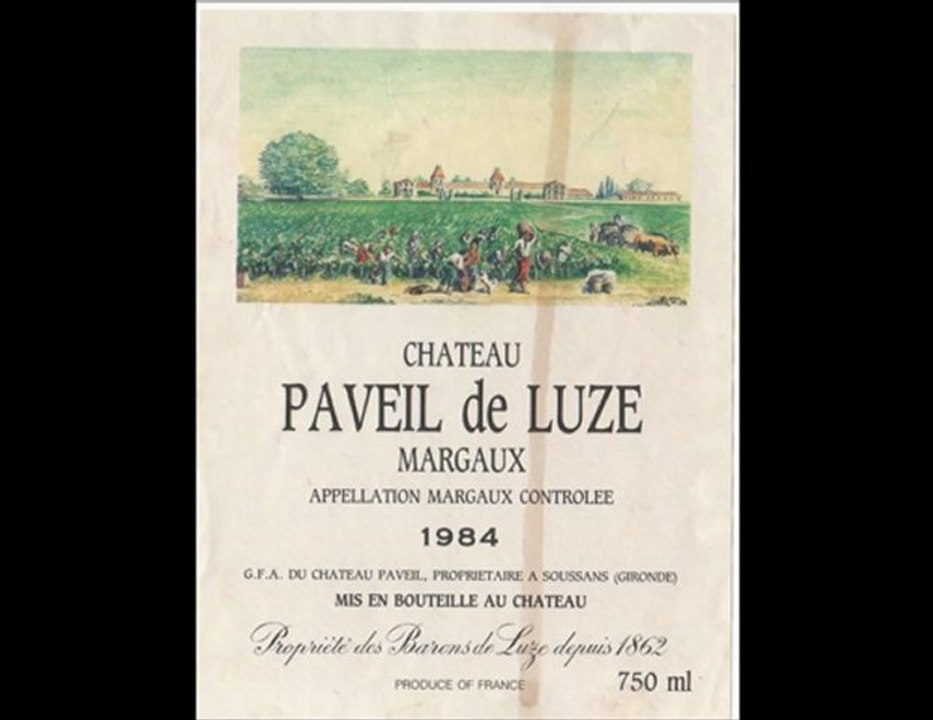 CHATEAU
PAVEIL de LUZE
MARGAUX
APPELLATION MARGAUX CONTROLEE
1984
G.F.A. DU CHATEAU PAVEIL, PROPRIETAIRE A SOUSSANS (GIRONDE)
MIS EN BOUTEILLE AU CHATEAU
Propriété des Barons de Luze depuis 1862
PRODUCE OF FRANCE
750 ml